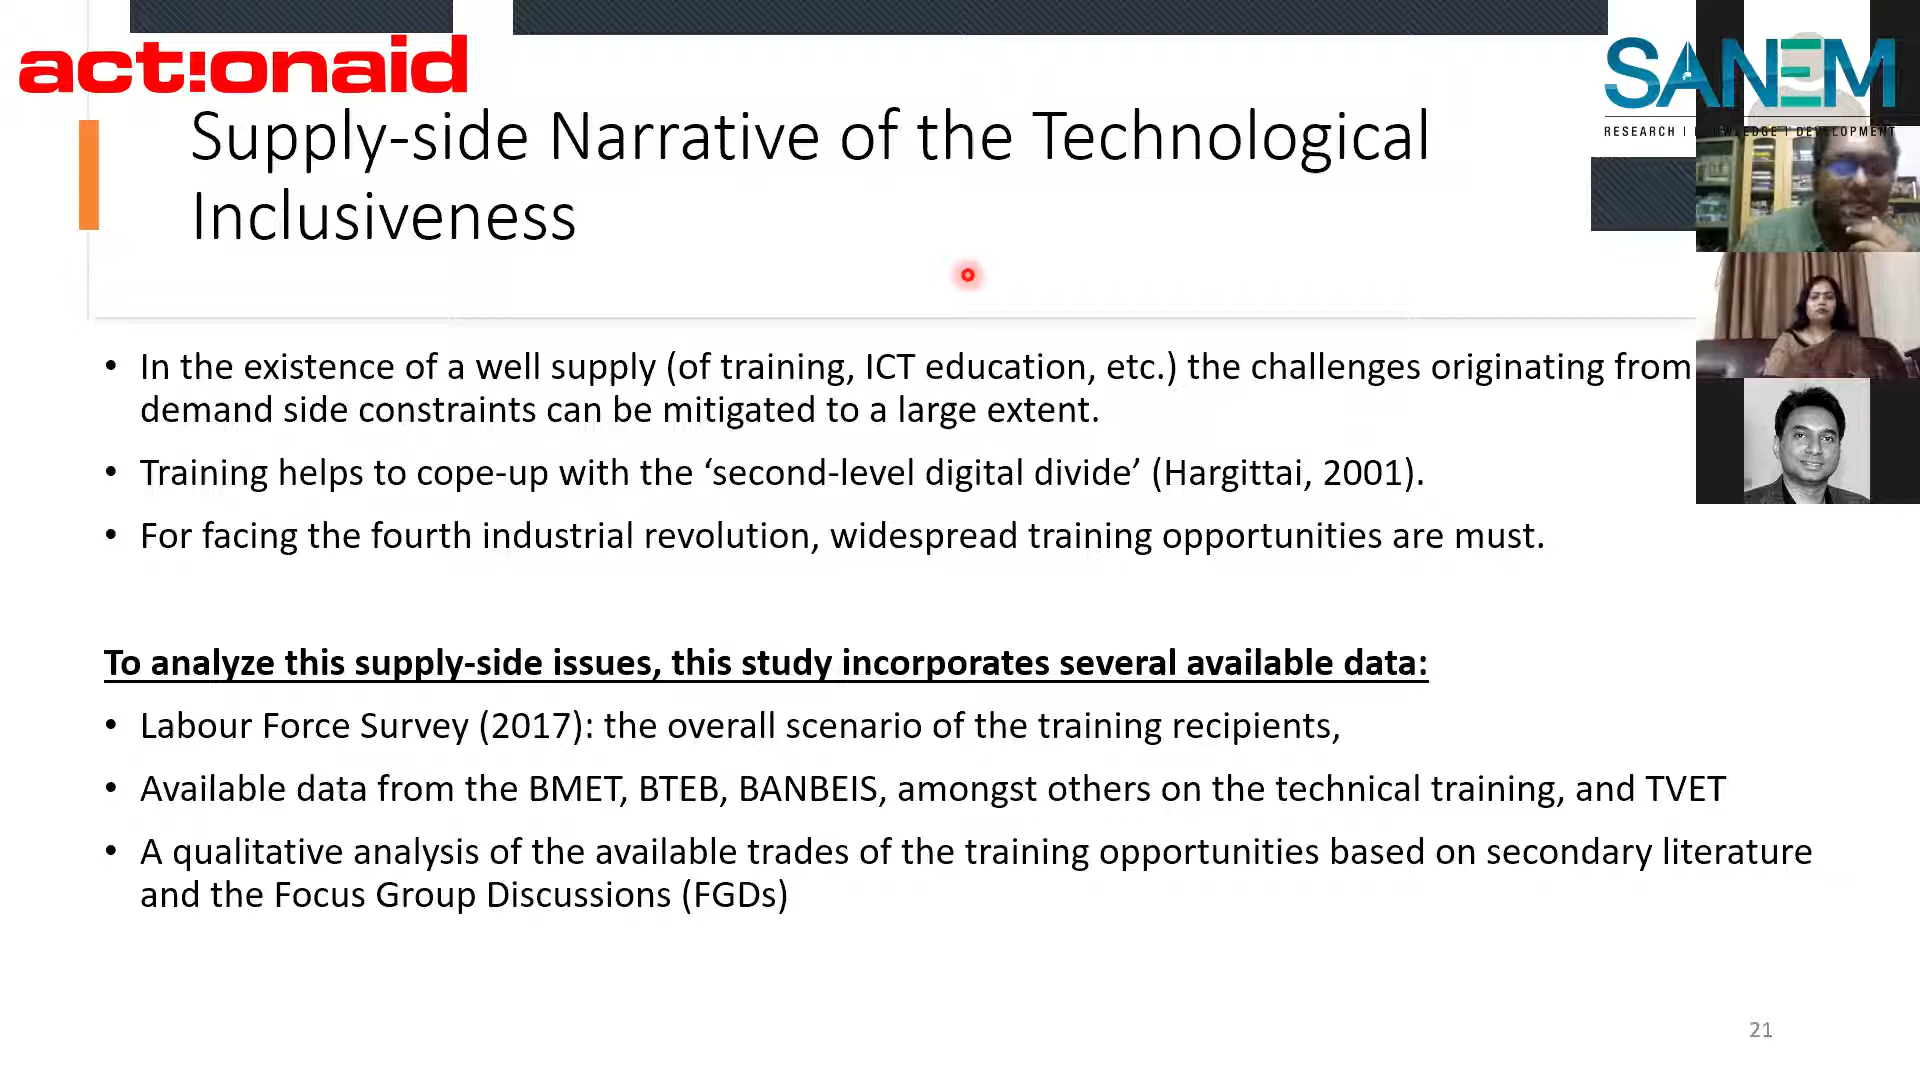 act!onaid
SANEM
RESEARCH | KNOWLEDGE | DEVELOPMENT
Supply-side Narrative of the Technological
Inclusiveness
• In the existence of a well supply (of training, ICT education, etc.) the challenges originating from
demand side constraints can be mitigated to a large extent.
• Training helps to cope-up with the ‘second-level digital divide’ (Hargittai, 2001).
• For facing the fourth industrial revolution, widespread training opportunities are must.
To analyze this supply-side issues, this study incorporates several available data:
• Labour Force Survey (2017): the overall scenario of the training recipients,
• Available data from the BMET, BTEB, BANBEIS, amongst others on the technical training, and TVET
• A qualitative analysis of the available trades of the training opportunities based on secondary literature
and the Focus Group Discussions (FGDs)
21